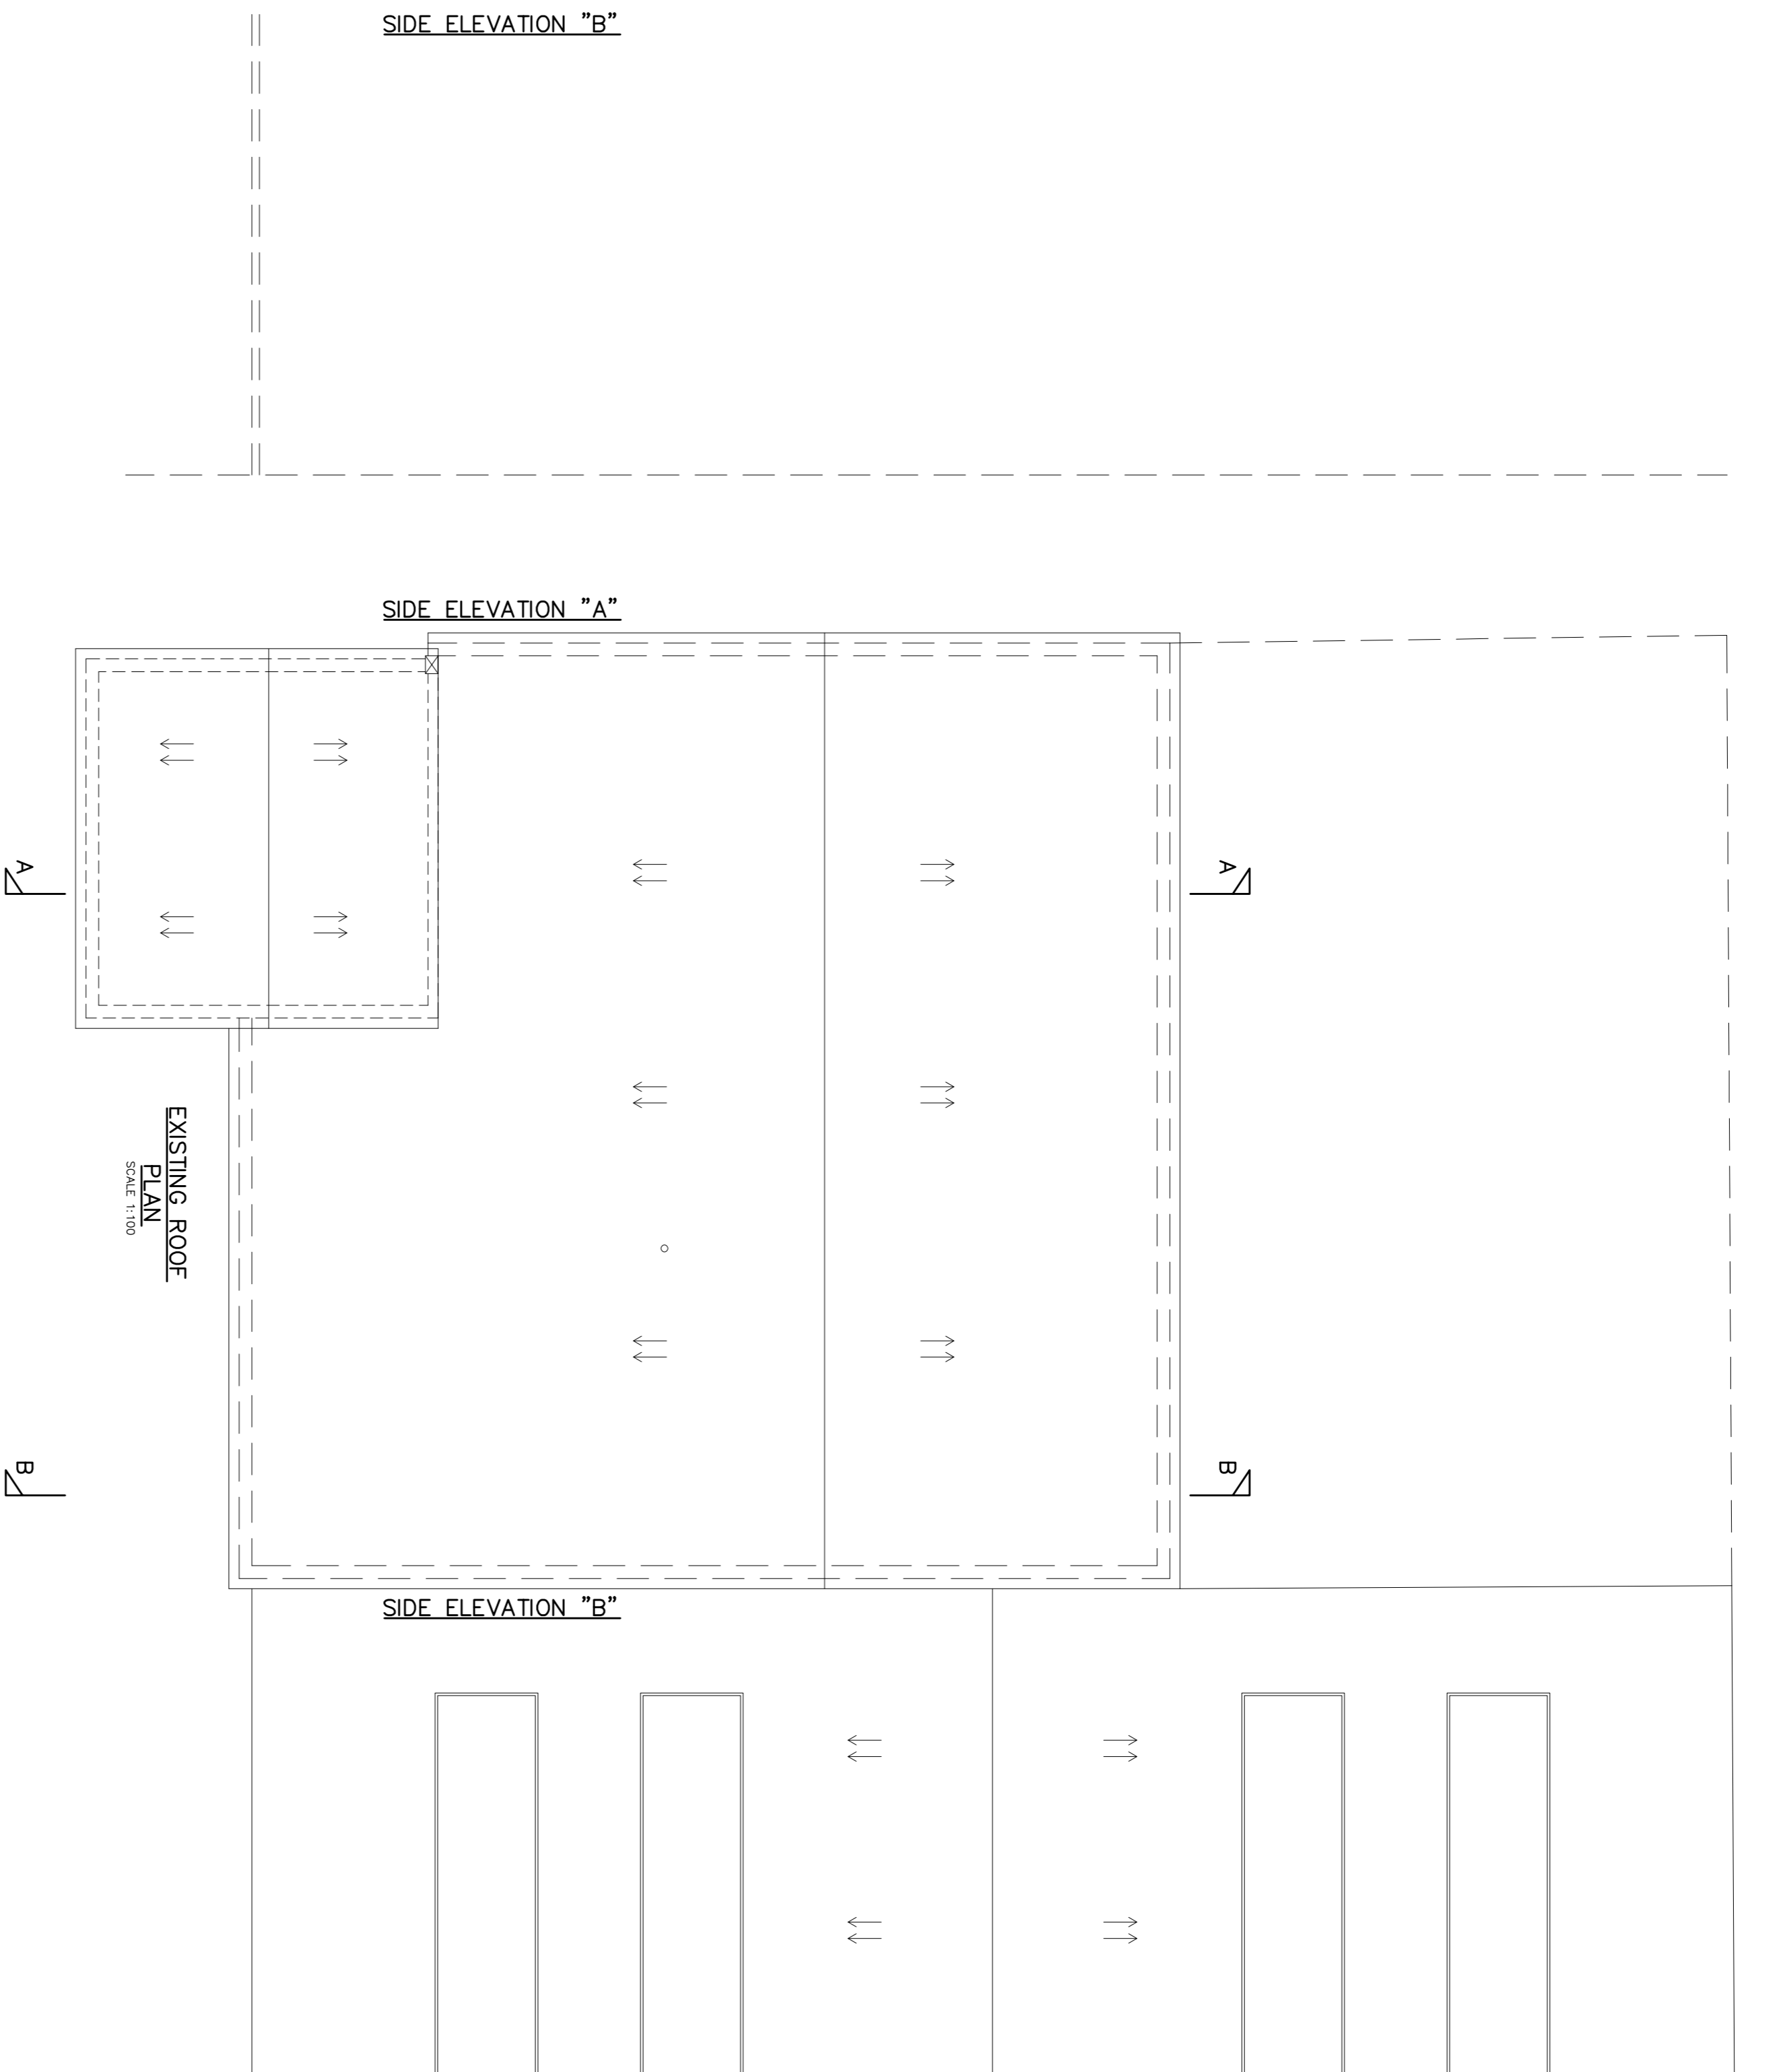 SIDE ELEVATION "B"
SIDE ELEVATION "A"
A
A
EXISTING ROOF
PLAN
SCALE 1:100
B
B
SIDE ELEVATION "B"